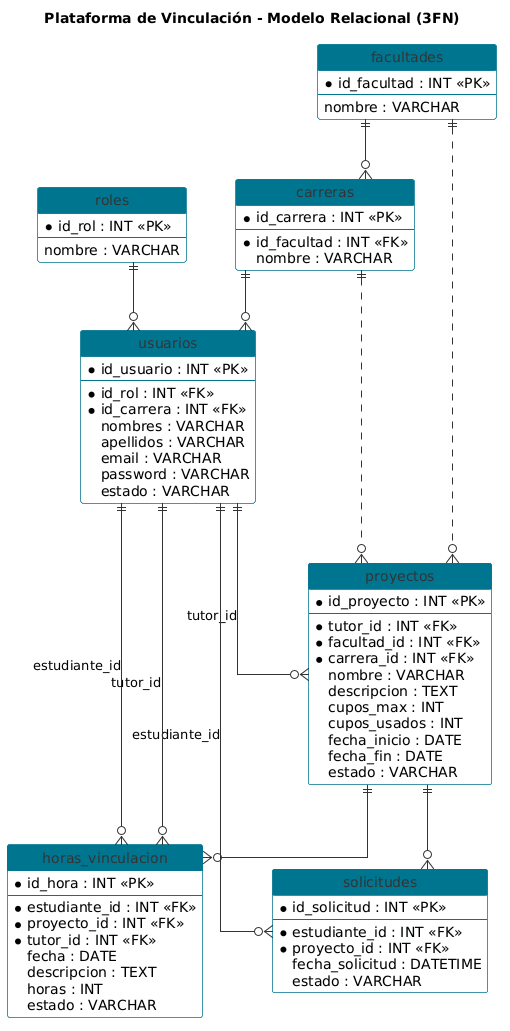 Plataforma de Vinculación - Modelo Relacional (3FN)
facultades
id_facultad : INT «PK»
nombre : VARCHAR
roles
id_rol : INT «PK»
nombre : VARCHAR
carreras
id_carrera : INT «PK»
id_facultad : INT «FK»
nombre : VARCHAR
usuarios
id_usuario : INT «PK»
id_rol : INT «FK»
id_carrera : INT «FK»
nombres : VARCHAR
apellidos : VARCHAR
email : VARCHAR
password : VARCHAR
estado : VARCHAR
proyectos
id_proyecto : INT «PK»
tutor_id : INT «FK»
facultad_id : INT «FK»
carrera_id : INT «FK»
nombre : VARCHAR
descripcion : TEXT
cupos_max : INT
cupos_usados : INT
fecha_inicio : DATE
fecha_fin : DATE
estado : VARCHAR
tutor_id
estudiante_id
tutor_id
estudiante_id
horas_vinculacion
id_hora : INT «PK»
estudiante_id : INT «FK»
proyecto_id : INT «FK»
tutor_id : INT «FK»
fecha : DATE
descripcion : TEXT
horas : INT
estado : VARCHAR
solicitudes
id_solicitud : INT «PK»
estudiante_id : INT «FK»
proyecto_id : INT «FK»
fecha_solicitud : DATETIME
estado : VARCHAR